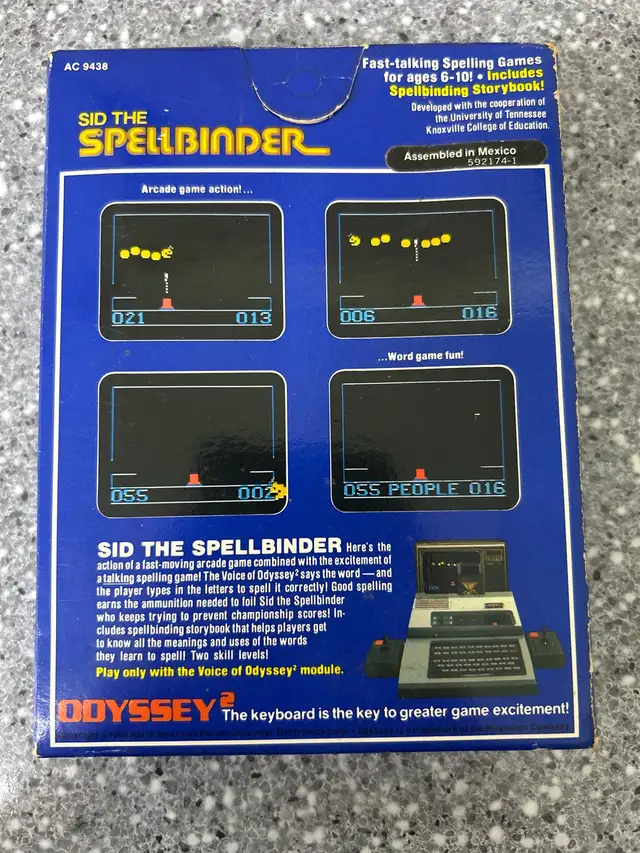 AC 9438
Fast-talking Spelling Games
for ages 6-10! • Includes
Spellbinding Storybook!
Developed with the cooperation of
the University of Tennessee
Knoxville College of Education.
SID THE
SPELLBINDER
Assembled in Mexico
592174-1
Arcade game action!...
021 013
006 016
...Word game fun!
055 002
055 PEOPLE 016
SID THE SPELLBINDER Here's the
action of a fast-moving arcade game combined with the excitement of
a talking spelling game! The Voice of Odyssey² says the word — and
the player types in the letters to spell it correctly! Good spelling
earns the ammunition needed to foil Sid the Spellbinder
who keeps trying to prevent championship scores! In-
cludes spellbinding storybook that helps players get
to know all the meanings and uses of the words
they learn to spell! Two skill levels!
Play only with the Voice of Odyssey² module.
ODYSSEY² The keyboard is the key to greater game excitement!